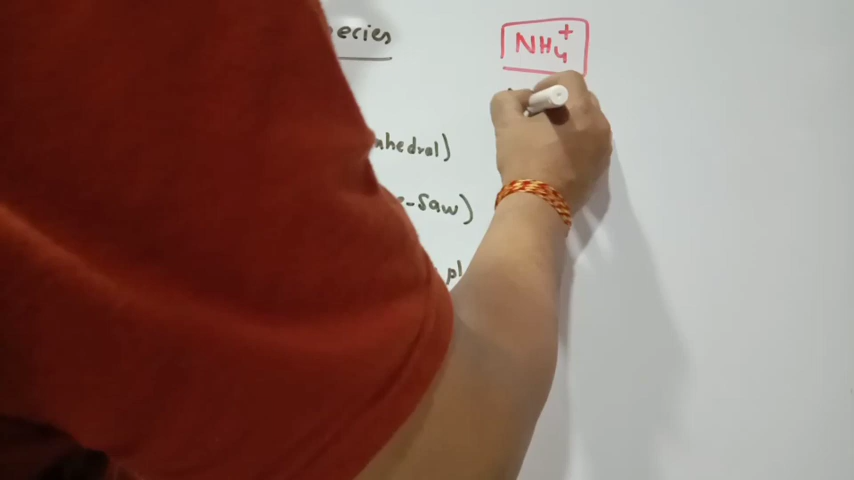 ecies
NH₄⁺
ahedral)
-Saw)
pl